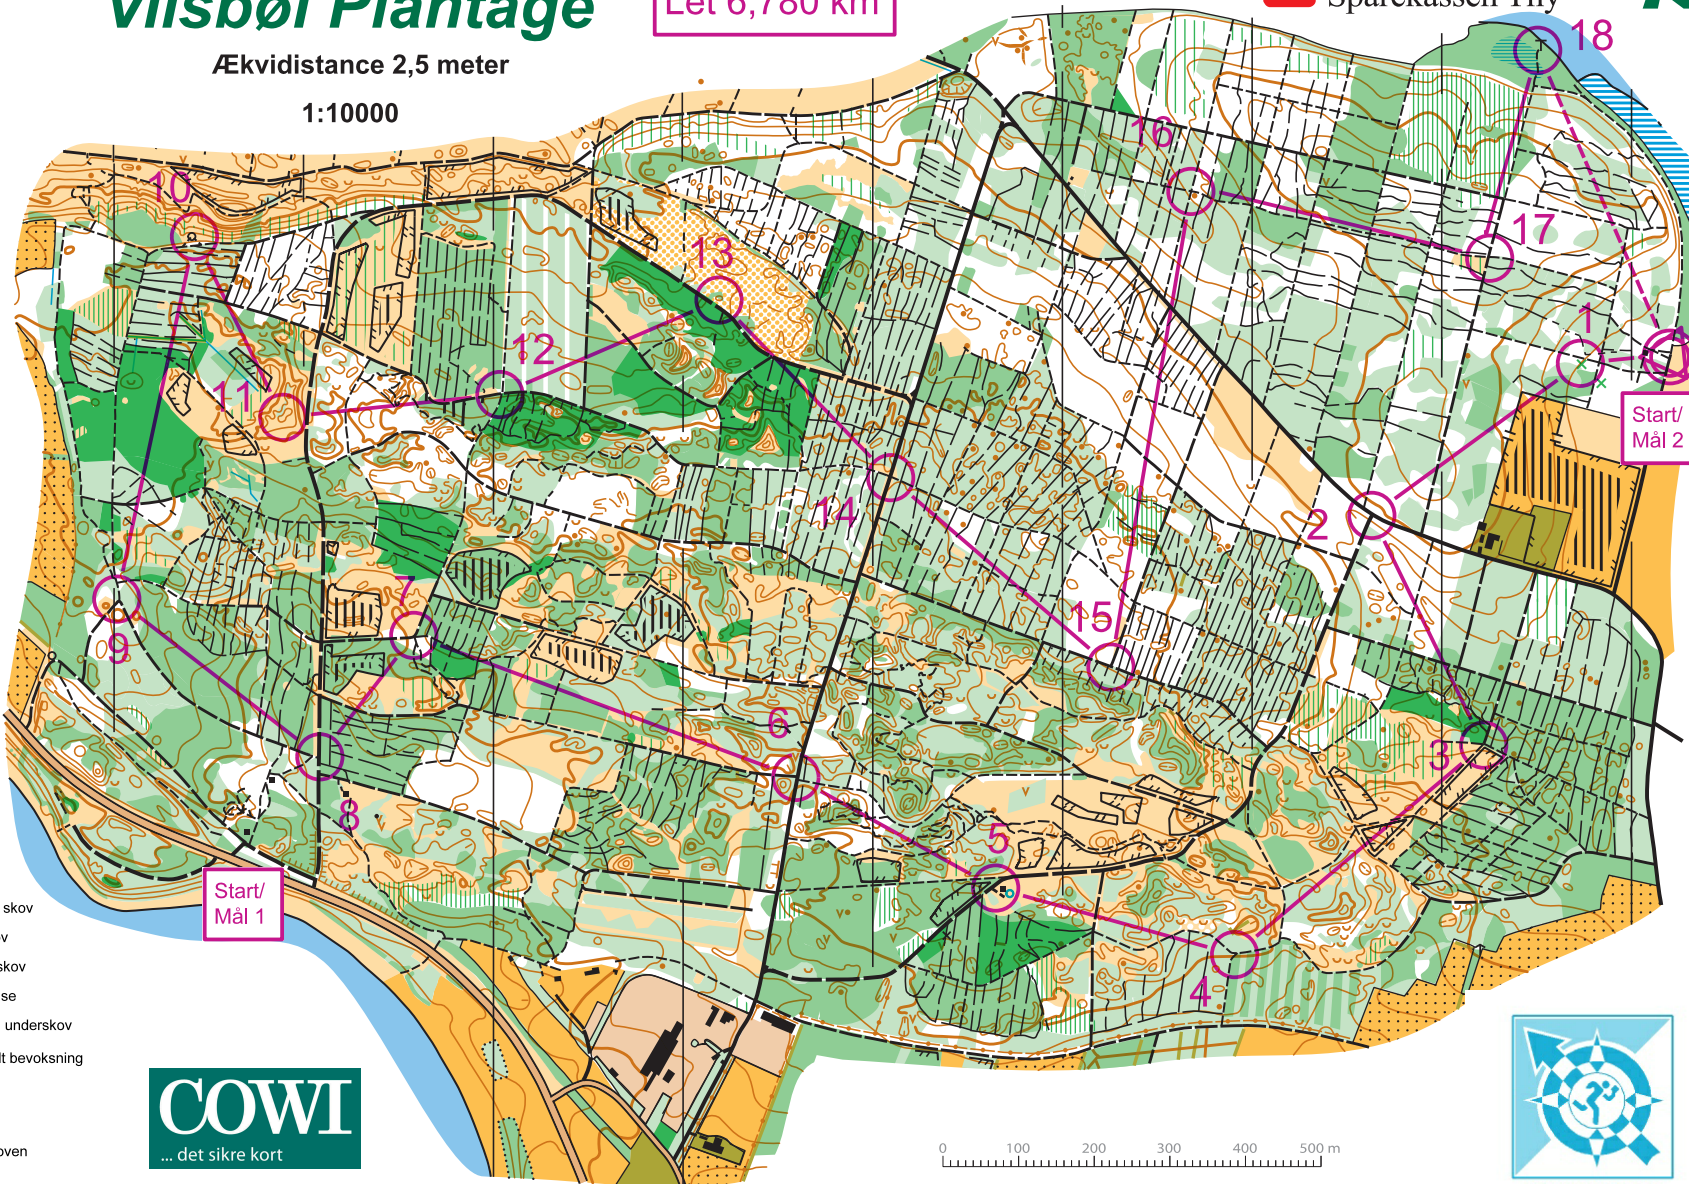 Vilsbøl Plantage
Let 6,780 km
Sparekassen Thy
Ækvidistance 2,5 meter
1:10000
18
16
10
17
13
1
12
11
14
2
7
15
9
6
3
8
5
4
Start/
Mål 2
Start/
Mål 1
skov
skov
se
underskov
bevoksning
COWI
... det sikre kort
0 100 200 300 400 500 m